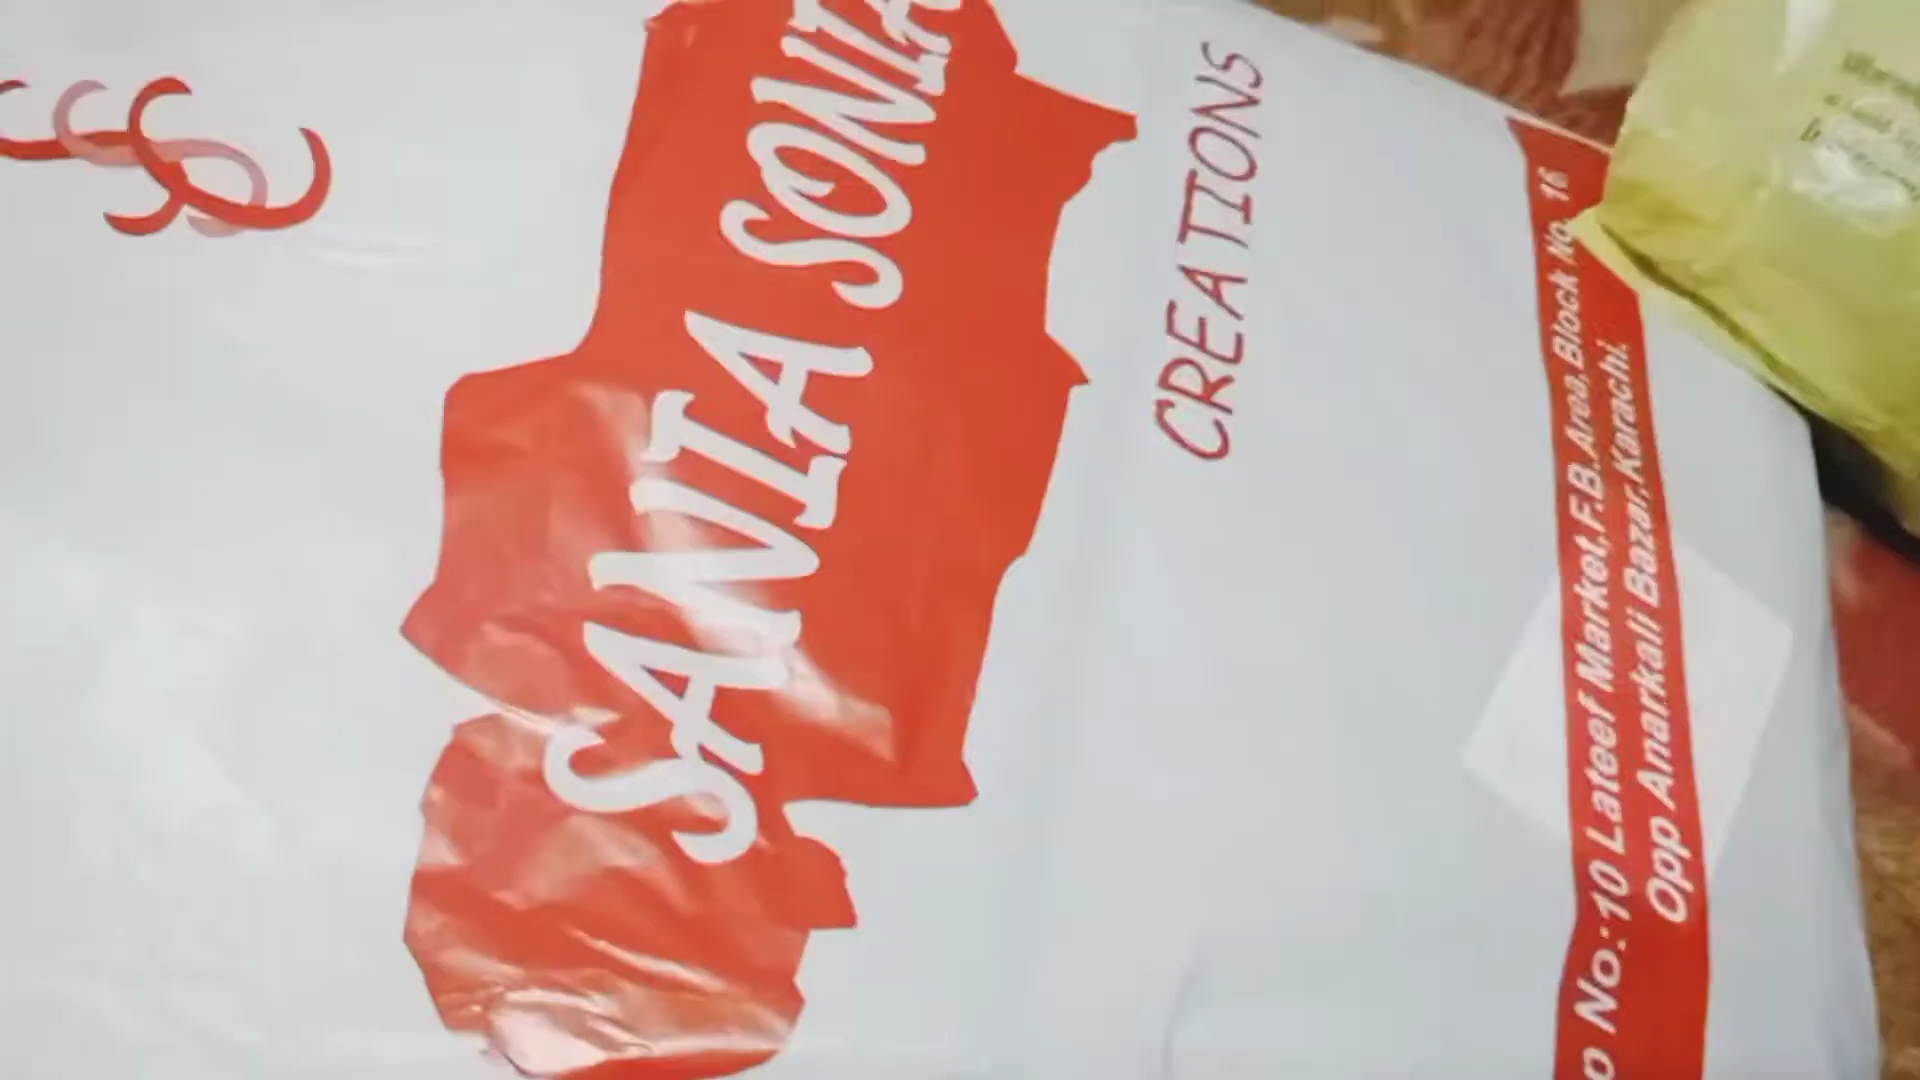 SANIA SONIA
CREATIONS
p No.:10 Lateef Market,F.B.Area, Block No. 16
Opp Anarkali Bazar,Karachi.